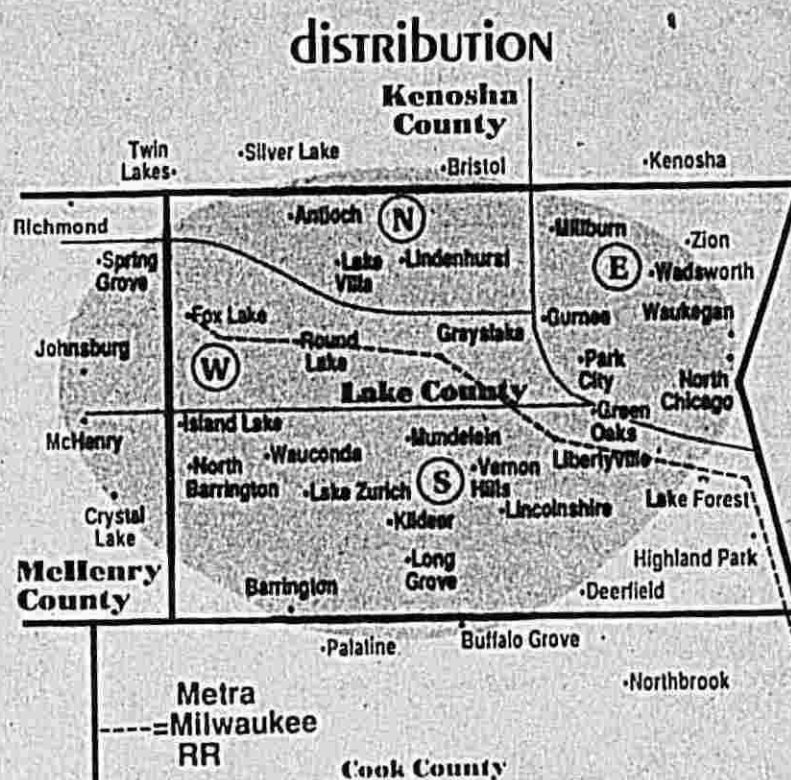 distribution
Kenosha
County
Twin
Lakes
Silver Lake
Bristol
Kenosha
Richmond
Antioch
N
Millburn
Zion
Spring
Grove
Lake
Villa
Lindenhurst
E
Wadsworth
Fox Lake
Grayslake
Gurnee
Waukegan
Johnsburg
W
Round
Lake
Park
City
Lake County
North
Chicago
McHenry
Island Lake
Mundelein
Green
Oaks
North
Barrington
Wauconda
Lake Zurich
S
Vernon
Hills
Libertyville
Crystal
Lake
Kildeer
Lincolnshire
Lake Forest
McHenry
County
Long
Grove
Highland Park
Barrington
Deerfield
Palatine
Buffalo Grove
Northbrook
Metra
----=Milwaukee
RR
Cook County